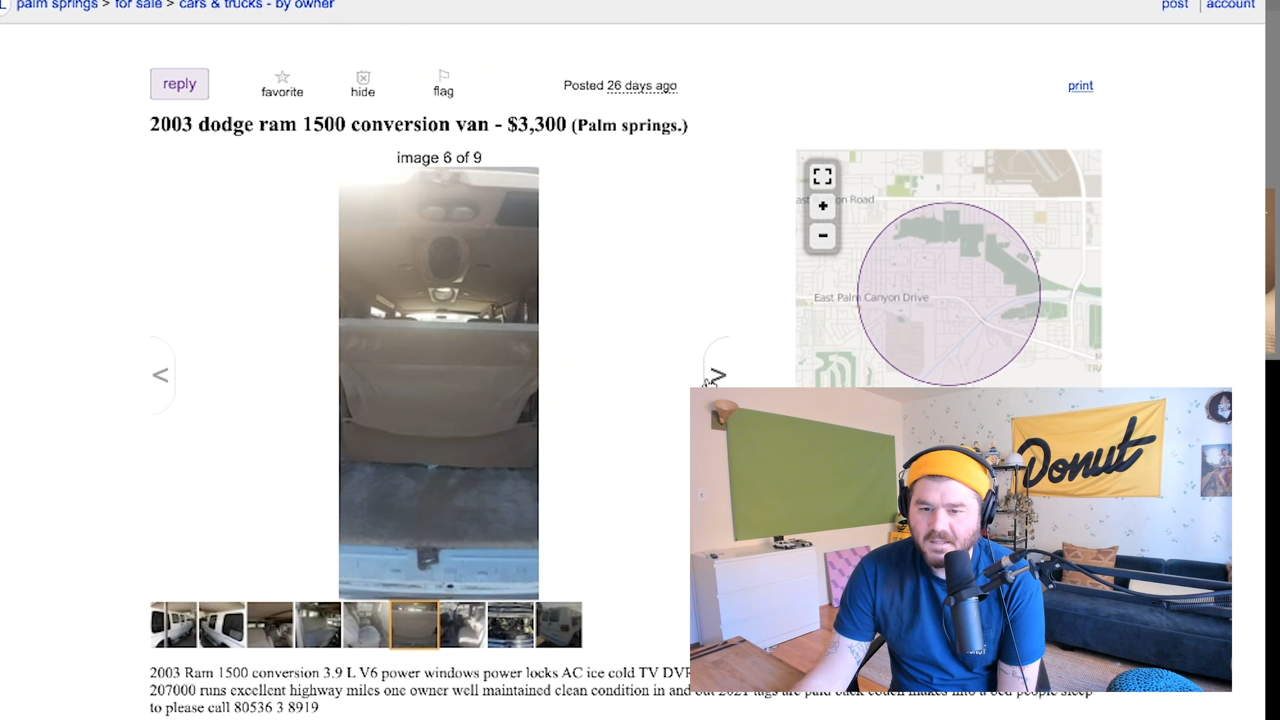 palm springs > for sale > cars & trucks - by owner
post account
reply
favorite
hide
flag
Posted 26 days ago
print
2003 dodge ram 1500 conversion van - $3,300 (Palm springs.)
image 6 of 9
+
on Road
-
East Palm Canyon Drive
<
>
Donut
2003 Ram 1500 conversion 3.9 L V6 power windows power locks AC ice cold TV
207000 runs excellent highway miles one owner well maintained clean condition in and out 2021 tags are paid back couch makes into a bed people sleep
to please call 80536 3 8919